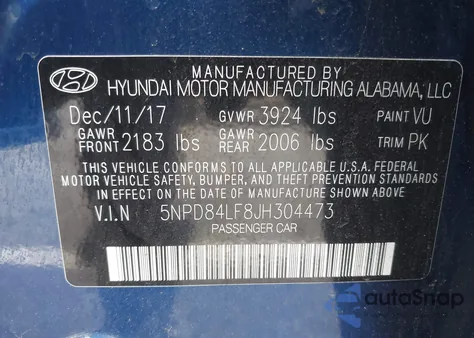 MANUFACTURED BY
HYUNDAI MOTOR MANUFACTURING ALABAMA, LLC
Dec/11/17 GVWR 3924 lbs PAINT VU
GAWR FRONT 2183 lbs GAWR REAR 2006 lbs TRIM PK
THIS VEHICLE CONFORMS TO ALL APPLICABLE U.S.A. FEDERAL
MOTOR VEHICLE SAFETY, BUMPER, AND THEFT PREVENTION
STANDARDS IN EFFECT ON THE DATE OF MANUFACTURE SHOWN ABOVE
V.I.N 5NPD84LF8JH304473
PASSENGER CAR
autoSnap